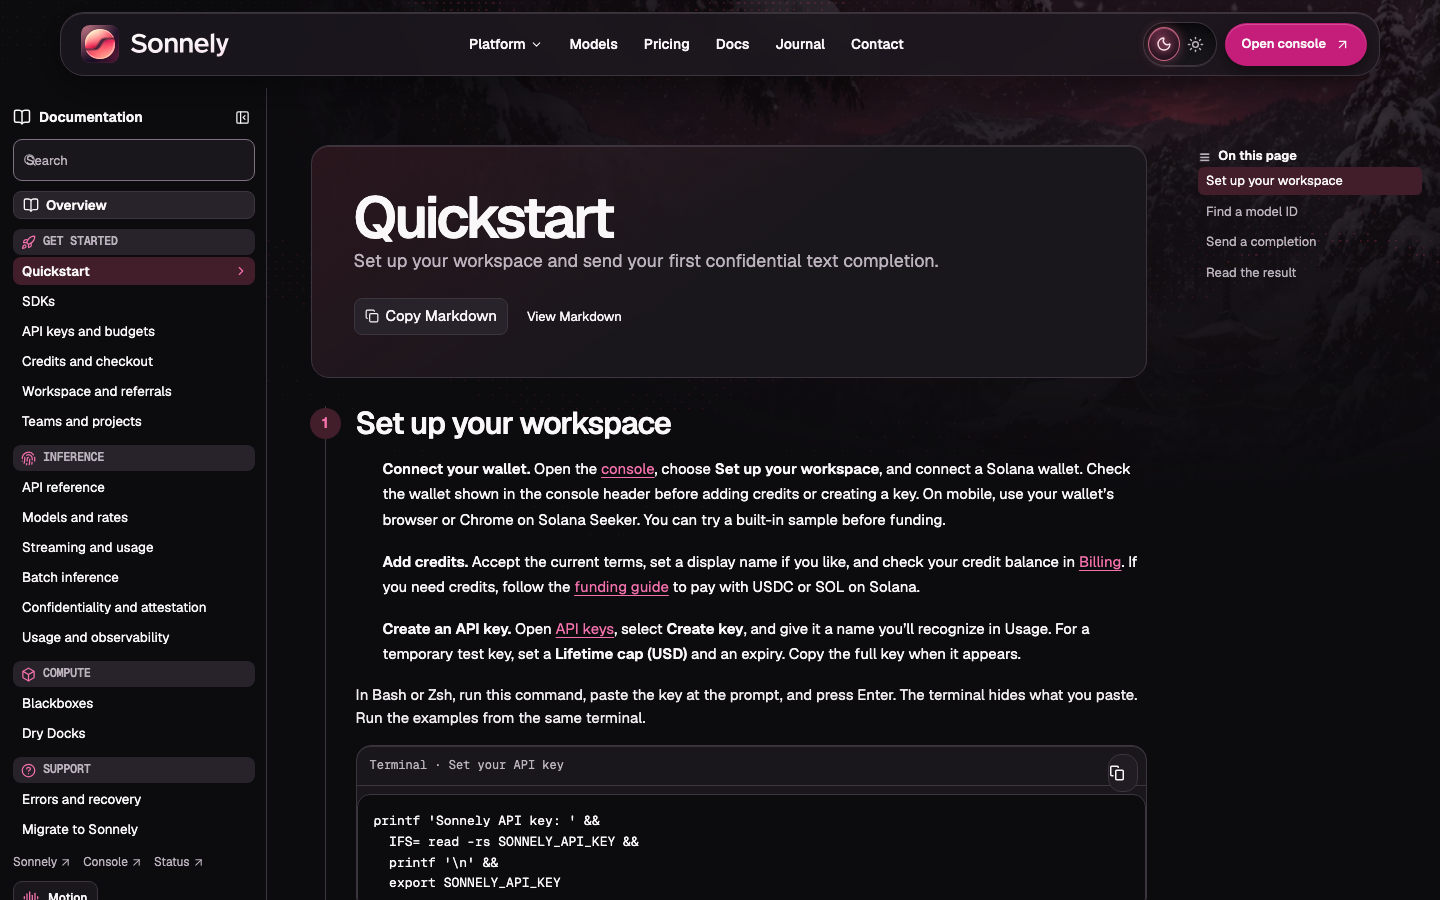 Sonnely
Platform
Models
Pricing
Docs
Journal
Contact
Open console
Documentation
Search
Overview
GET STARTED
Quickstart
SDKs
API keys and budgets
Credits and checkout
Workspace and referrals
Teams and projects
INFERENCE
API reference
Models and rates
Streaming and usage
Batch inference
Confidentiality and attestation
Usage and observability
COMPUTE
Blackboxes
Dry Docks
SUPPORT
Errors and recovery
Migrate to Sonnely
Sonnely ↗ Console ↗ Status ↗
Motion
Quickstart
Set up your workspace and send your first confidential text completion.
Copy Markdown
View Markdown
1
Set up your workspace
Connect your wallet. Open the console, choose Set up your workspace, and connect a Solana wallet. Check
the wallet shown in the console header before adding credits or creating a key. On mobile, use your wallet’s
browser or Chrome on Solana Seeker. You can try a built-in sample before funding.
Add credits. Accept the current terms, set a display name if you like, and check your credit balance in Billing. If
you need credits, follow the funding guide to pay with USDC or SOL on Solana.
Create an API key. Open API keys, select Create key, and give it a name you’ll recognize in Usage. For a
temporary test key, set a Lifetime cap (USD) and an expiry. Copy the full key when it appears.
In Bash or Zsh, run this command, paste the key at the prompt, and press Enter. The terminal hides what you paste.
Run the examples from the same terminal.
Terminal · Set your API key
printf 'Sonnely API key: ' &&
IFS= read -rs SONNELY_API_KEY &&
printf '\n' &&
export SONNELY_API_KEY
On this page
Set up your workspace
Find a model ID
Send a completion
Read the result